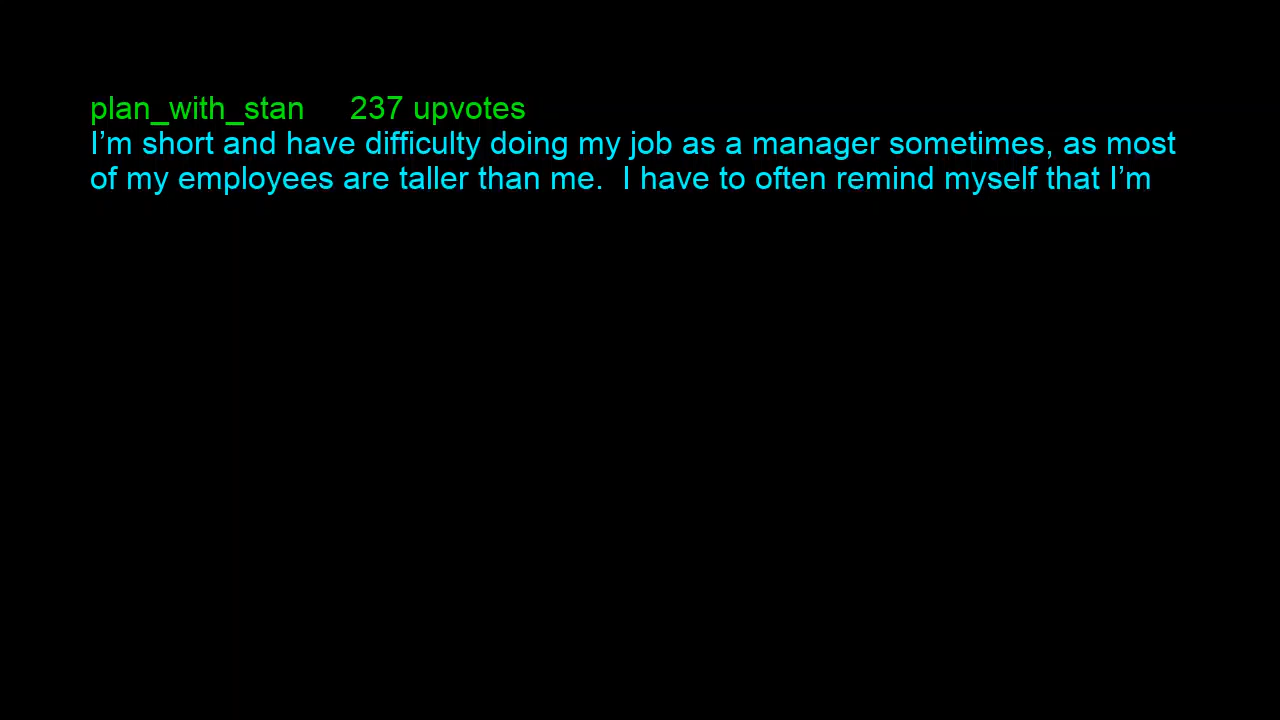 plan_with_stan 237 upvotes
I’m short and have difficulty doing my job as a manager sometimes, as most
of my employees are taller than me.  I have to often remind myself that I’m